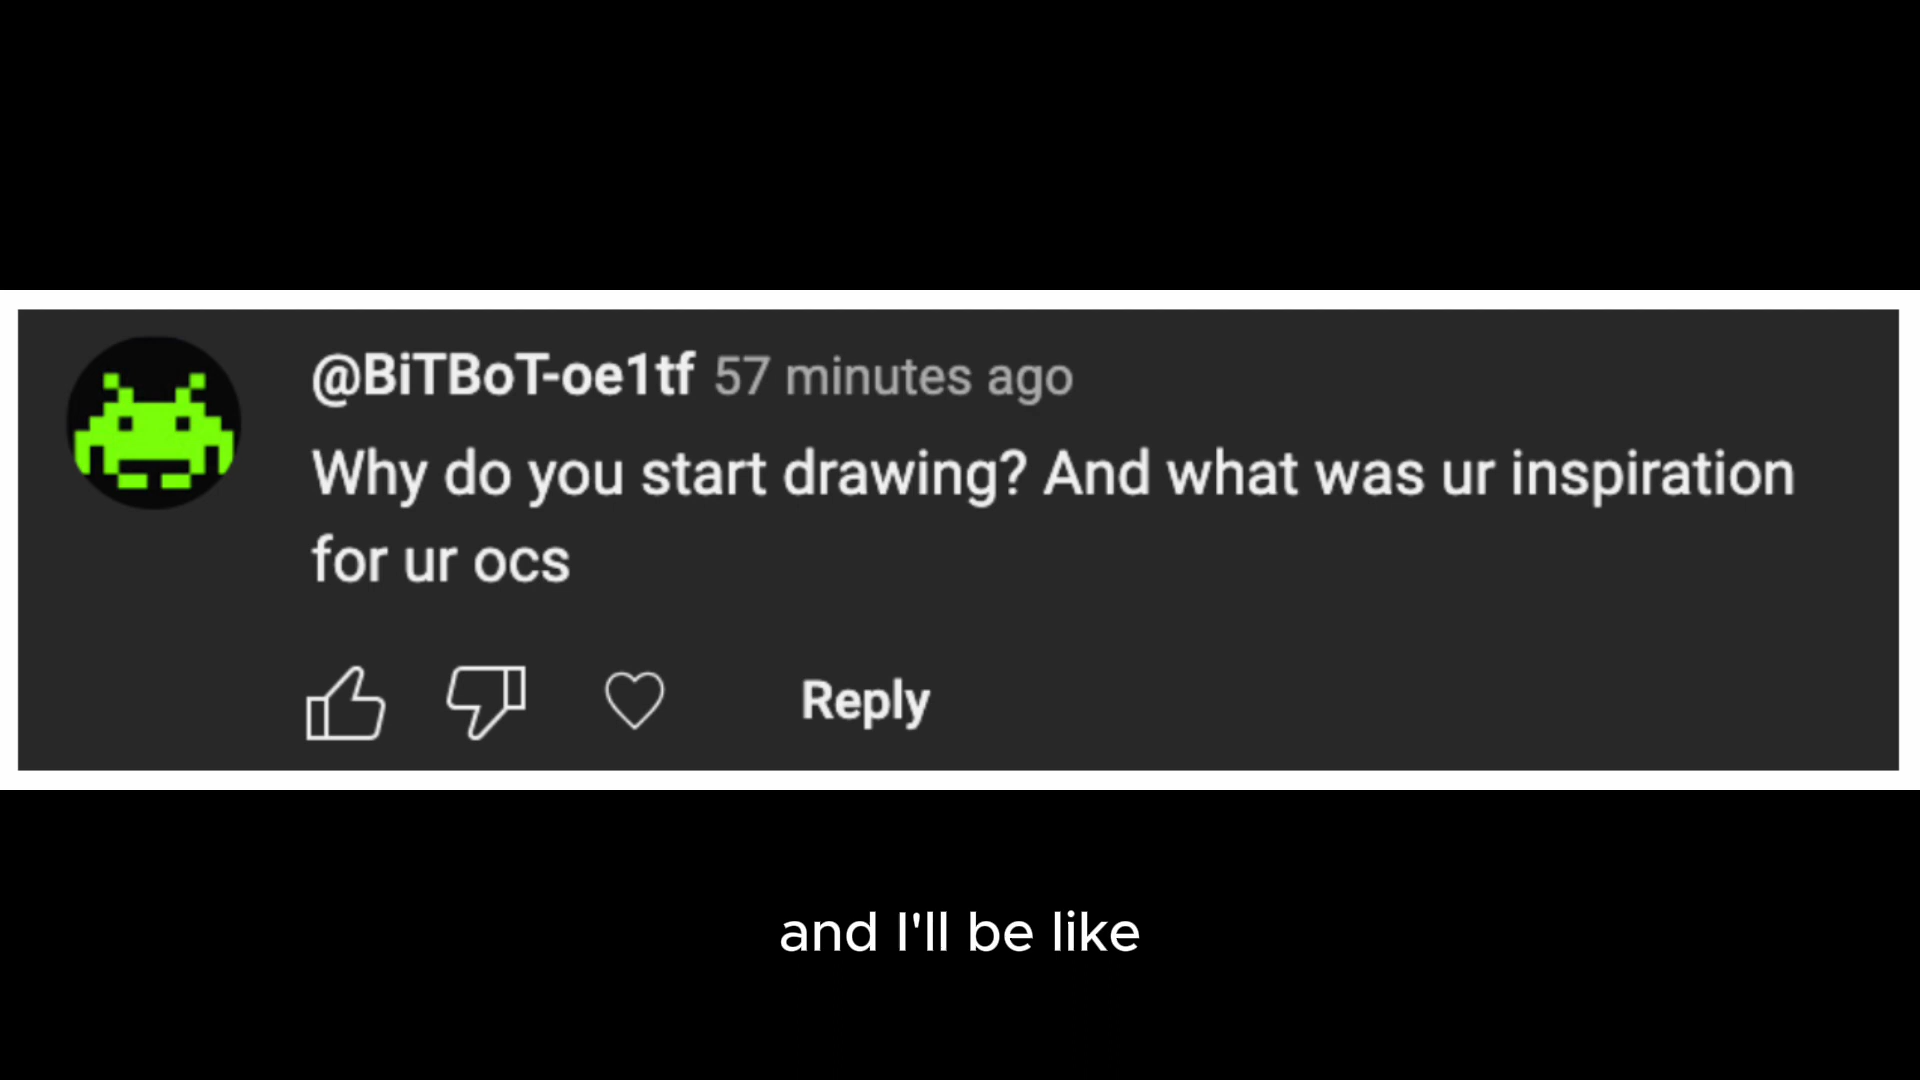 @BiTBoT-oe1tf 57 minutes ago
Why do you start drawing? And what was ur inspiration
for ur ocs
Reply
and I'll be like